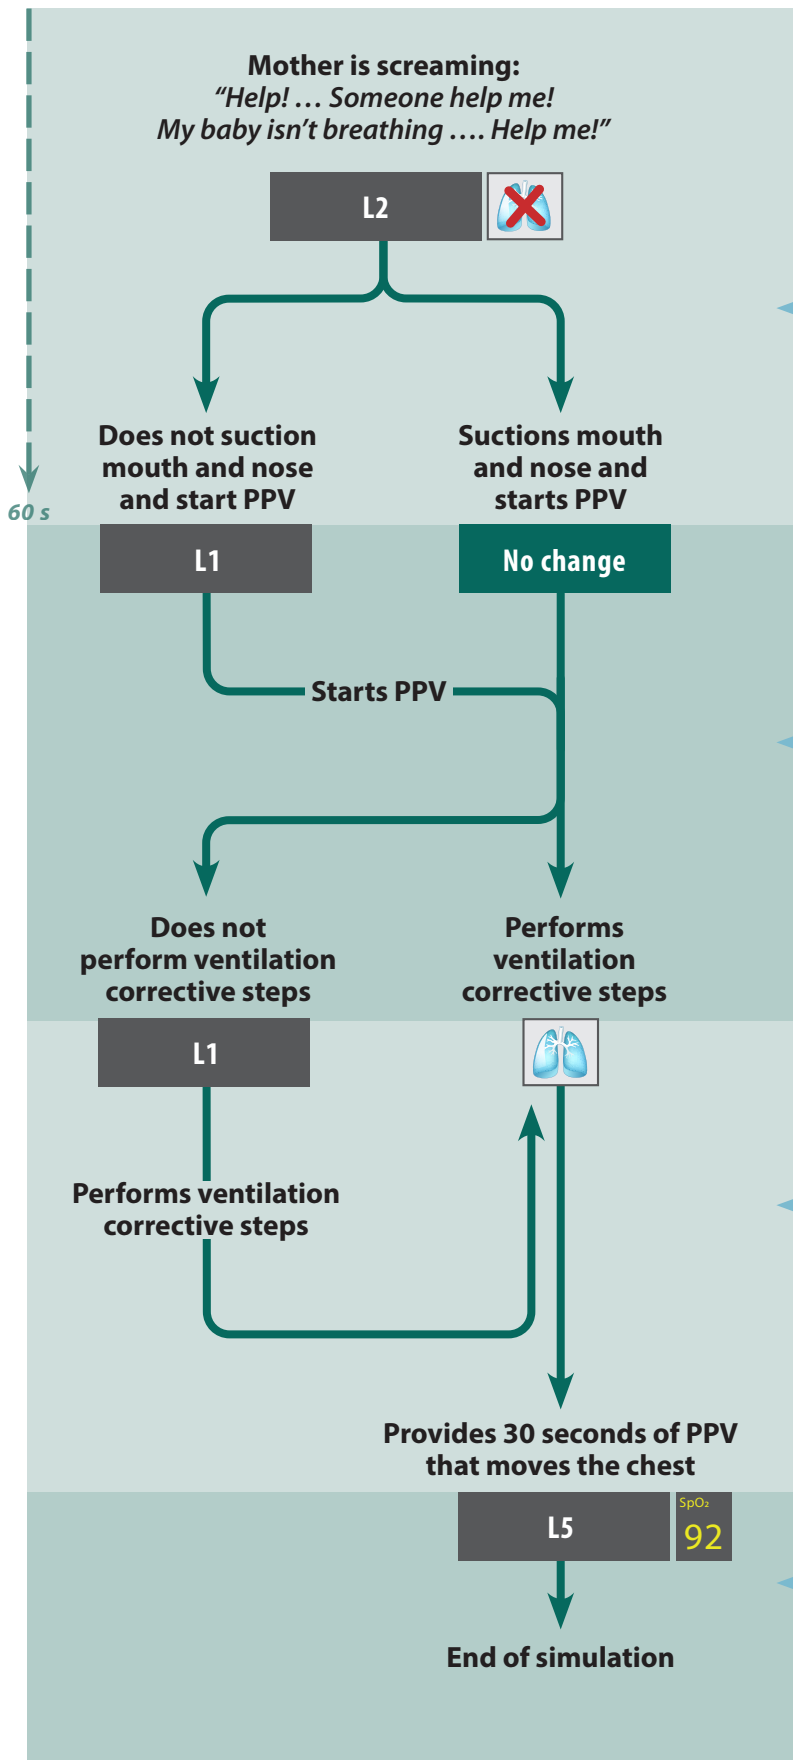 Mother is screaming:
“Help! … Someone help me!
My baby isn’t breathing …. Help me!”
L2
Does not suction
mouth and nose
and start PPV
Suctions mouth
and nose and
starts PPV
60 s
L1
No change
Starts PPV
Does not
perform ventilation
corrective steps
Performs
ventilation
corrective steps
L1
Performs ventilation
corrective steps
Provides 30 seconds of PPV
that moves the chest
L5
SpO₂
92
End of simulation